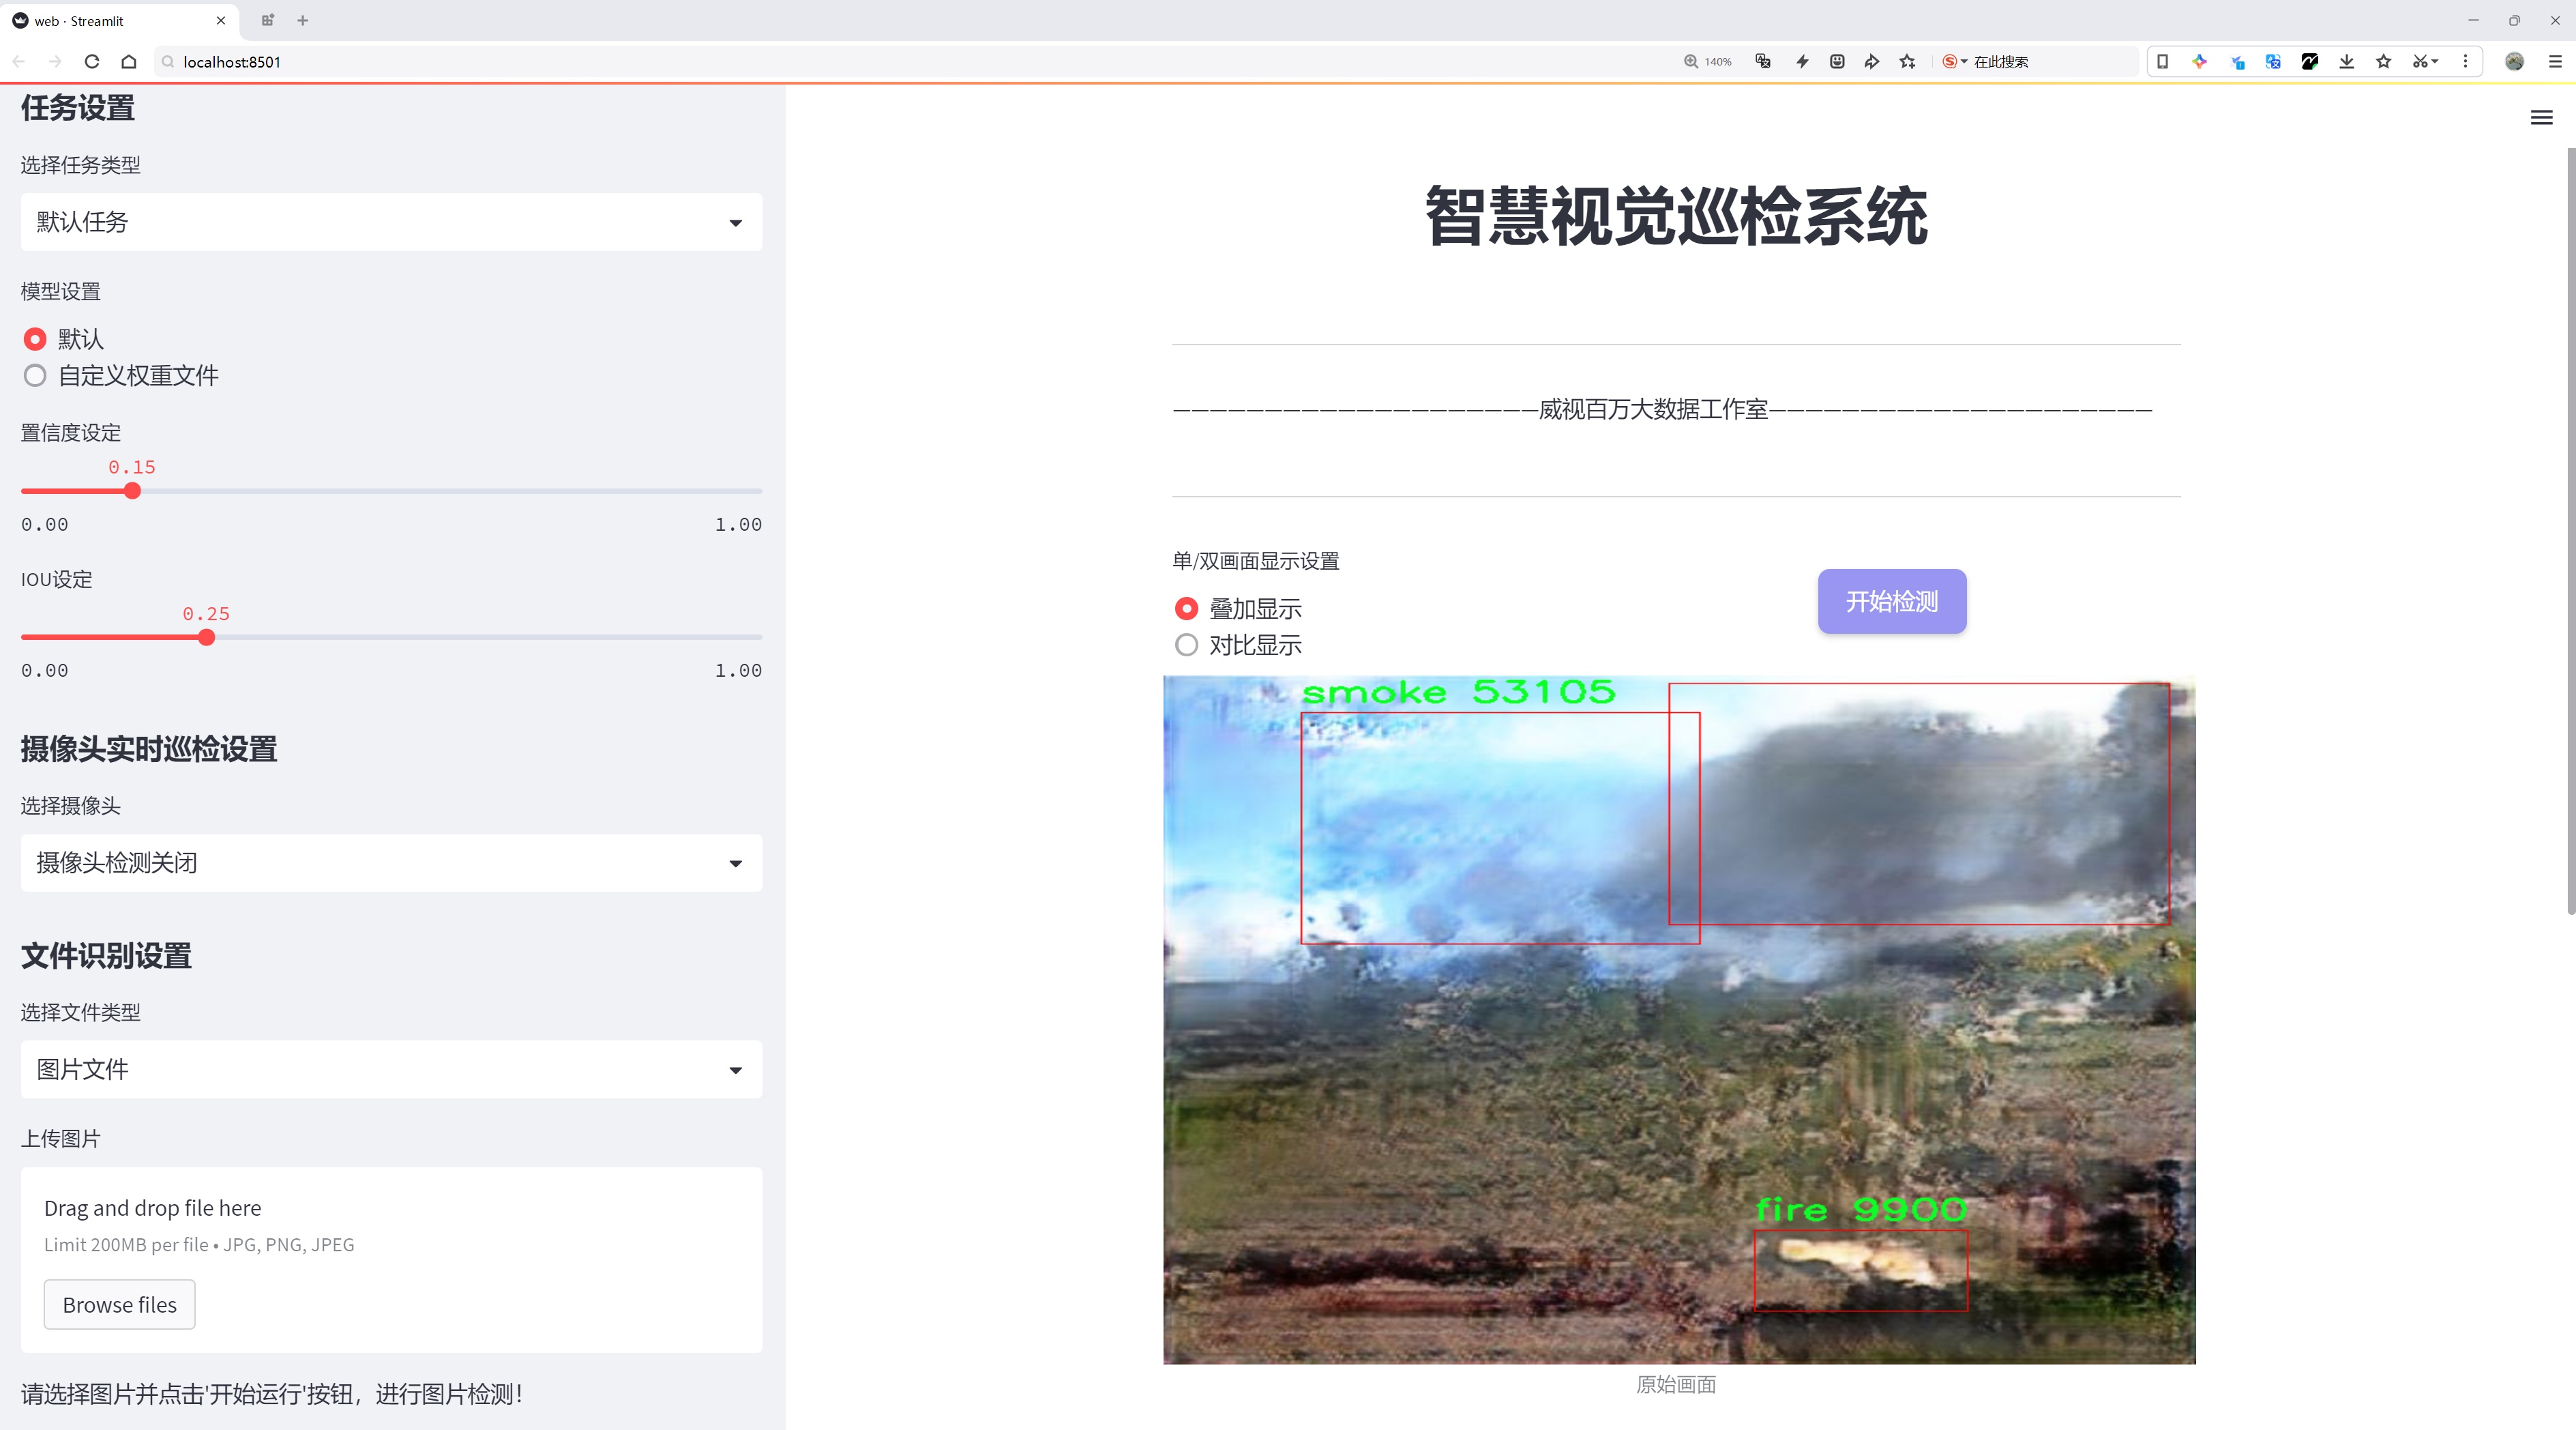 web · Streamlit
localhost:8501
140%
在此搜索
任务设置
选择任务类型
默认任务
模型设置
默认
自定义权重文件
置信度设定
0.15
0.00 1.00
IOU设定
0.25
0.00 1.00
摄像头实时巡检设置
选择摄像头
摄像头检测关闭
文件识别设置
选择文件类型
图片文件
上传图片
Drag and drop file here
Limit 200MB per file • JPG, PNG, JPEG
Browse files
请选择图片并点击'开始运行'按钮，进行图片检测！
智慧视觉巡检系统
————————————————————威视百万大数据工作室—————————————————————
单/双画面显示设置
叠加显示
对比显示
开始检测
smoke 53105
fire 9900
原始画面